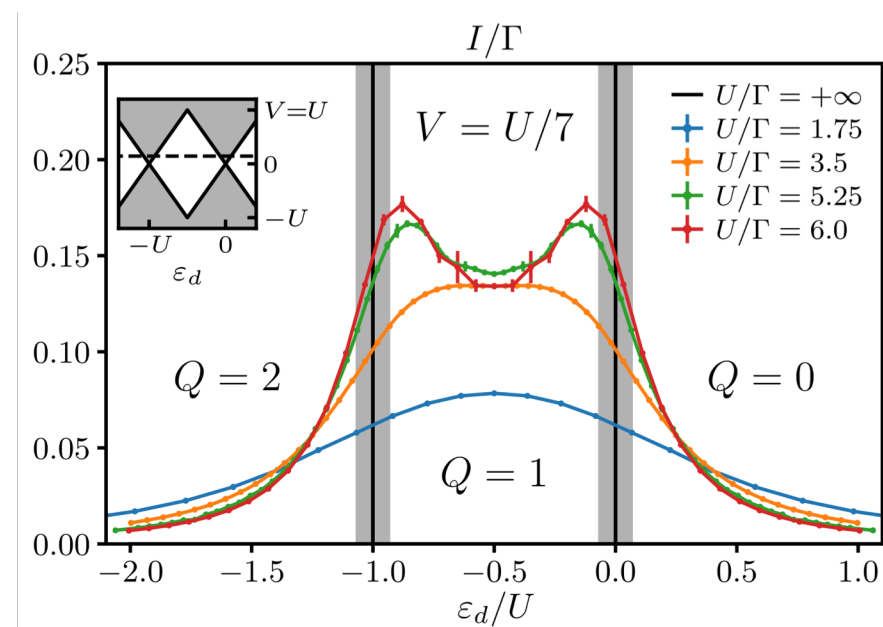 I/Γ
0.25
0.20
0.15
0.10
0.05
0.00
V=U
0
−U
−U 0
ε_d
V = U/7
U/Γ = +∞
U/Γ = 1.75
U/Γ = 3.5
U/Γ = 5.25
U/Γ = 6.0
Q = 2
Q = 0
Q = 1
−2.0 −1.5 −1.0 −0.5 0.0 0.5 1.0
ε_d/U